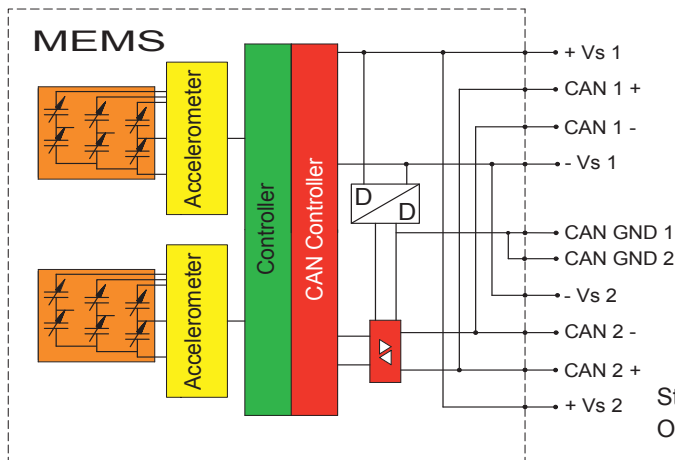 MEMS
Accelerometer
Accelerometer
Controller
CAN Controller
D
D
+ Vs 1
CAN 1 +
CAN 1 -
- Vs 1
CAN GND 1
CAN GND 2
- Vs 2
CAN 2 -
CAN 2 +
+ Vs 2